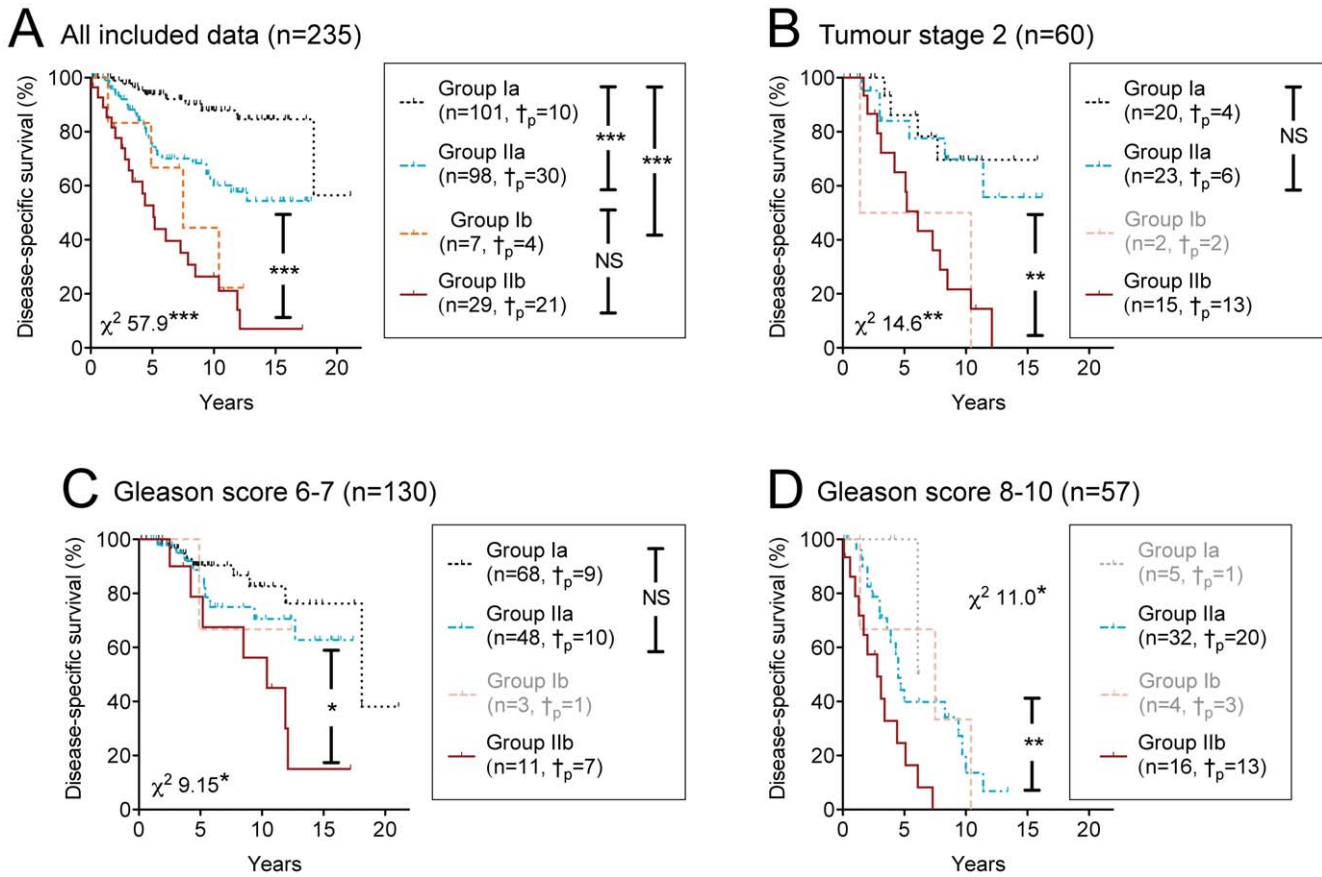 A All included data (n=235)
Disease-specific survival (%)
100
80
60
40
20
0
0 5 10 15 20
Years
χ² 57.9***
***
Group Ia
(n=101, †p=10)
Group IIa
(n=98, †p=30)
Group Ib
(n=7, †p=4)
Group IIb
(n=29, †p=21)
***
***
NS
B Tumour stage 2 (n=60)
Disease-specific survival (%)
100
80
60
40
20
0
0 5 10 15 20
Years
χ² 14.6**
**
Group Ia
(n=20, †p=4)
Group IIa
(n=23, †p=6)
Group Ib
(n=2, †p=2)
Group IIb
(n=15, †p=13)
NS
C Gleason score 6-7 (n=130)
Disease-specific survival (%)
100
80
60
40
20
0
0 5 10 15 20
Years
χ² 9.15*
*
Group Ia
(n=68, †p=9)
Group IIa
(n=48, †p=10)
Group Ib
(n=3, †p=1)
Group IIb
(n=11, †p=7)
NS
D Gleason score 8-10 (n=57)
Disease-specific survival (%)
100
80
60
40
20
0
0 5 10 15 20
Years
χ² 11.0*
**
Group Ia
(n=5, †p=1)
Group IIa
(n=32, †p=20)
Group Ib
(n=4, †p=3)
Group IIb
(n=16, †p=13)